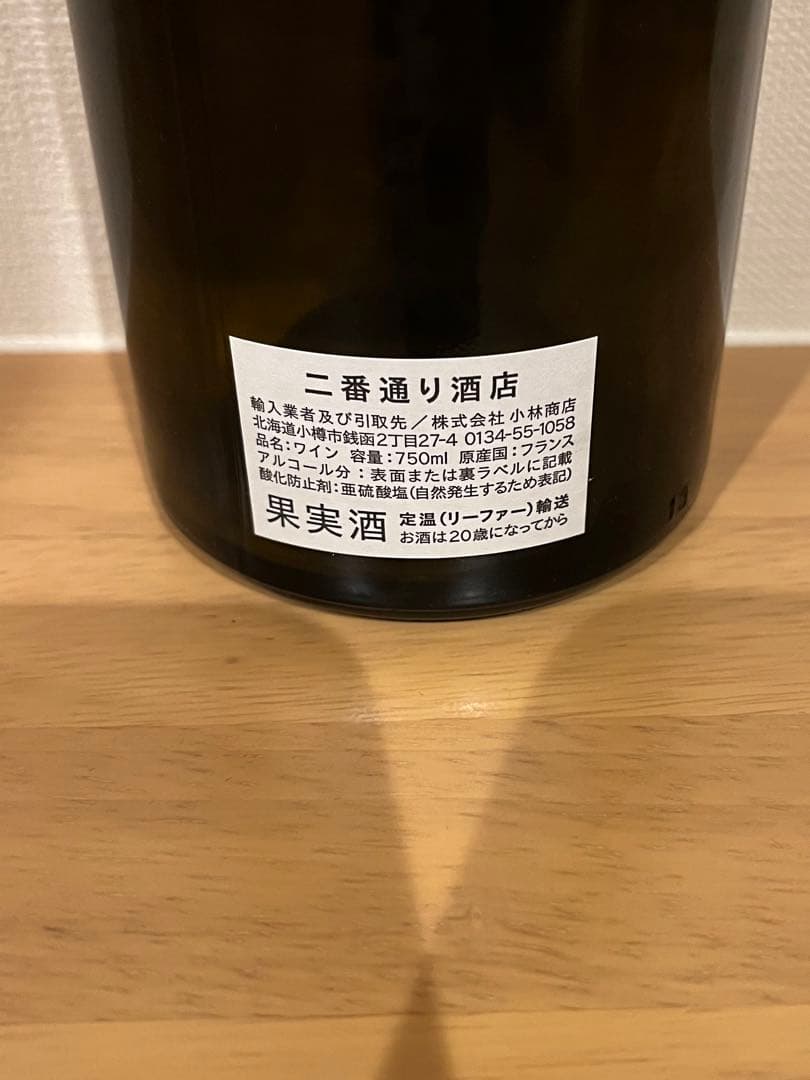 二番通り酒店
輸入業者及び引取先／株式会社 小林商店
北海道小樽市銭函2丁目27-4 0134-55-1058
品名：ワイン 容量：750ml 原産国：フランス
アルコール分：表面または裏ラベルに記載
酸化防止剤：亜硫酸塩（自然発生するため表記）
果実酒 定温（リーファー）輸送
お酒は20歳になってから